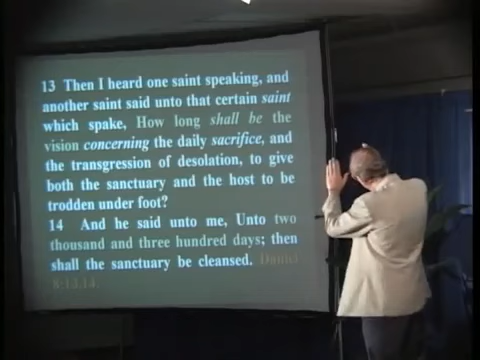 13 Then I heard one saint speaking, and
another saint said unto that certain saint
which spake, How long shall be the
vision concerning the daily sacrifice, and
the transgression of desolation, to give
both the sanctuary and the host to be
trodden under foot?
14 And he said unto me, Unto two
thousand and three hundred days; then
shall the sanctuary be cleansed. Daniel
8:13,14.